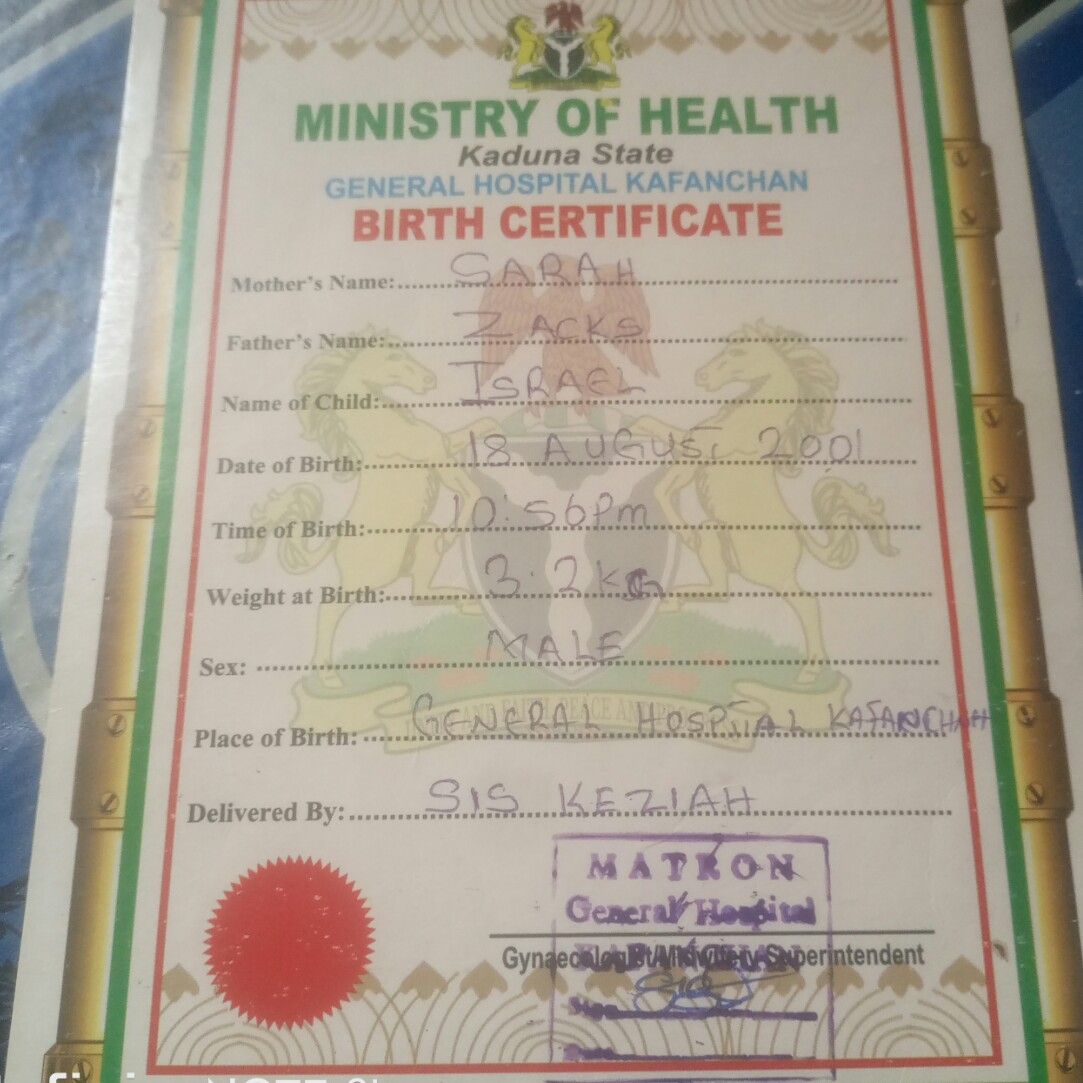 MINISTRY OF HEALTH
Kaduna State
GENERAL HOSPITAL KAFANCHAN
BIRTH CERTIFICATE
Mother's Name: SARAH
Father's Name: ZACKS
Name of Child: ISRAEL
Date of Birth: 18 AUGUST 2001
Time of Birth: 10:56pm
Weight at Birth: 3.2kG
Sex: MALE
Place of Birth: GENERAL HOSPITAL KAFANCHAN
Delivered By: SIS KEZIAH
MATRON
General Hospital
KAFANCHAN
Gynaecologist/Midwifery Superintendent